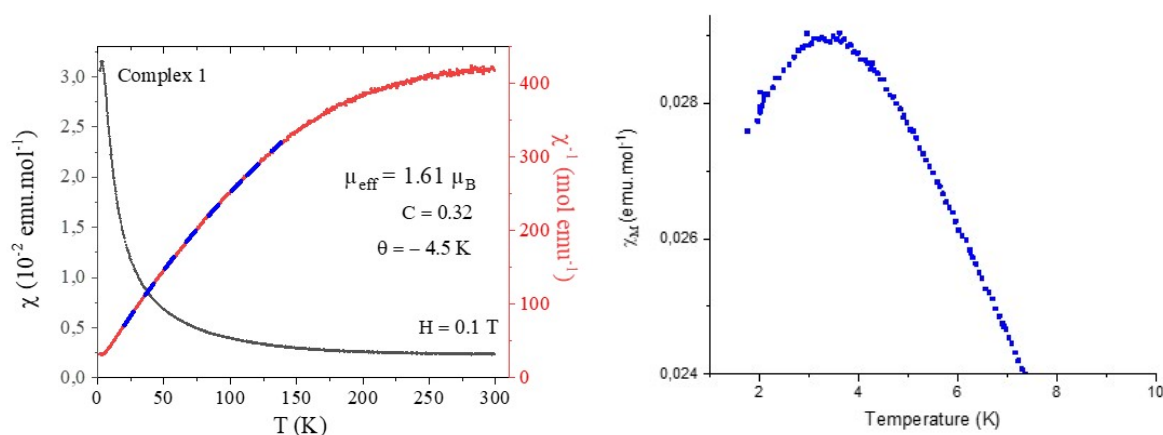 Complex 1
μeff = 1.61 μB
C = 0.32
θ = – 4.5 K
H = 0.1 T
χ (10⁻² emu.mol⁻¹)
3,0
2,5
2,0
1,5
1,0
0,5
0,0
0 50 100 150 200 250 300
T (K)
400
300
200
100
0
χ⁻¹ (mol emu⁻¹)
χM(emu.mol⁻¹)
0,028
0,026
0,024
2 4 6 8 10
Temperature (K)